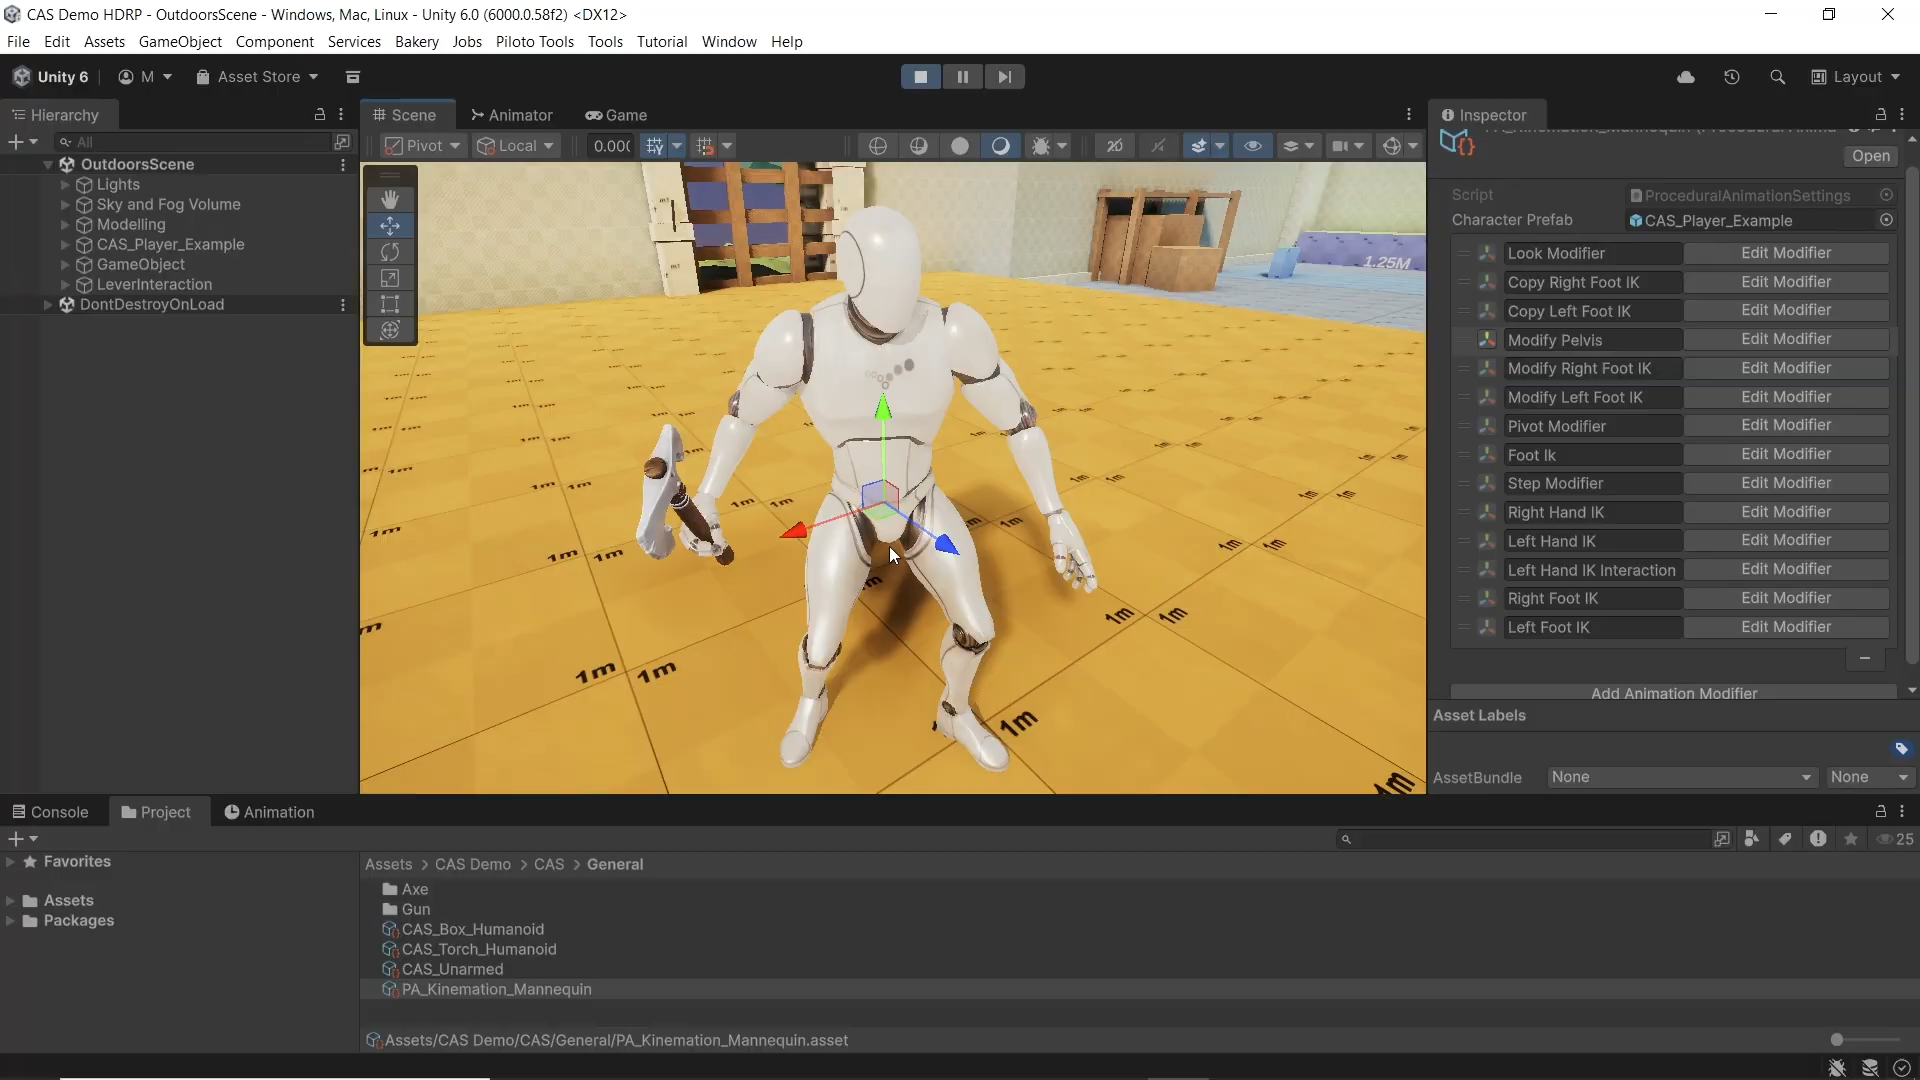 CAS Demo HDRP - OutdoorsScene - Windows, Mac, Linux - Unity 6.0 (6000.0.58f2) <DX12>
File Edit Assets GameObject Component Services Bakery Jobs Piloto Tools Tools Tutorial Window Help
Unity 6 M Asset Store Layout
Hierarchy
All
OutdoorsScene
Lights
Sky and Fog Volume
Modelling
CAS_Player_Example
GameObject
LeverInteraction
DontDestroyOnLoad
Scene Animator Game
Pivot Local 0.000 2D
1.25M
1m 1m
1m
1m
Inspector
Open
Script ProceduralAnimationSettings
Character Prefab CAS_Player_Example
Look Modifier Edit Modifier
Copy Right Foot IK Edit Modifier
Copy Left Foot IK Edit Modifier
Modify Pelvis Edit Modifier
Modify Right Foot IK Edit Modifier
Modify Left Foot IK Edit Modifier
Pivot Modifier Edit Modifier
Foot Ik Edit Modifier
Step Modifier Edit Modifier
Right Hand IK Edit Modifier
Left Hand IK Edit Modifier
Left Hand IK Interaction Edit Modifier
Right Foot IK Edit Modifier
Left Foot IK Edit Modifier
Add Animation Modifier
Asset Labels
AssetBundle None None
Console Project Animation
25
Favorites
Assets
Packages
Assets > CAS Demo > CAS > General
Axe
Gun
CAS_Box_Humanoid
CAS_Torch_Humanoid
CAS_Unarmed
PA_Kinemation_Mannequin
Assets/CAS Demo/CAS/General/PA_Kinemation_Mannequin.asset